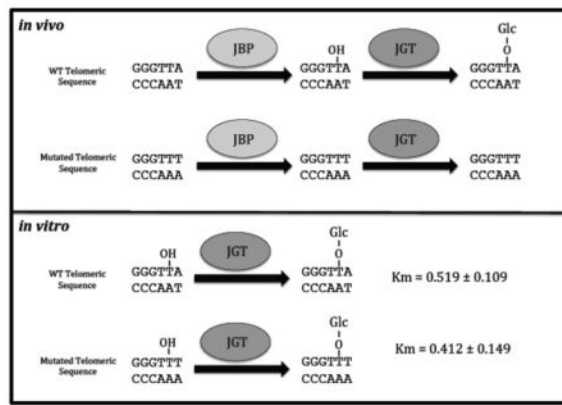 in vivo
Glc
OH
O
JBP
JGT
WT Telomeric
Sequence
GGGTTA
CCCAAT
GGGTTA
CCCAAT
GGGTTA
CCCAAT
JBP
JGT
Mutated Telomeric
Sequence
GGGTTT
CCCAAA
GGGTTT
CCCAAA
GGGTTT
CCCAAA
in vitro
Glc
OH
JGT
O
WT Telomeric
Sequence
GGGTTA
CCCAAT
GGGTTA
CCCAAT
Km = 0.519 ± 0.109
Glc
OH
JGT
O
Mutated Telomeric
Sequence
GGGTTT
CCCAAA
GGGTTT
CCCAAA
Km = 0.412 ± 0.149